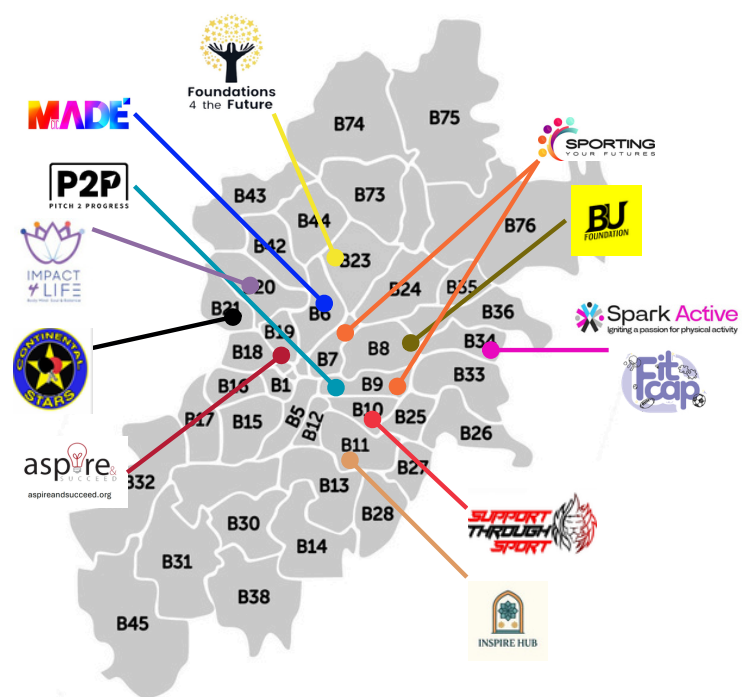 Foundations
4 the Future
MADE
P2P
PITCH 2 PROGRESS
IMPACT
4 LIFE
CONTINENTAL
STARS
aspire &
SUCCEED
aspireandsucceed.org
SPORTING
YOUR FUTURES
BU
FOUNDATION
Spark Active
Igniting a passion for physical activity
Fit
cap
SUPPORT
THROUGH
SPORT
INSPIRE HUB
B74
B75
B43
B44
B73
B42
B76
B23
20
B24
B35
B21
B6
B36
B19
B34
B18
B7
B8
B33
B16
B1
B9
B17
B15
B5
B12
B10
B25
B26
B11
B27
B32
B13
B28
B30
B14
B31
B38
B45